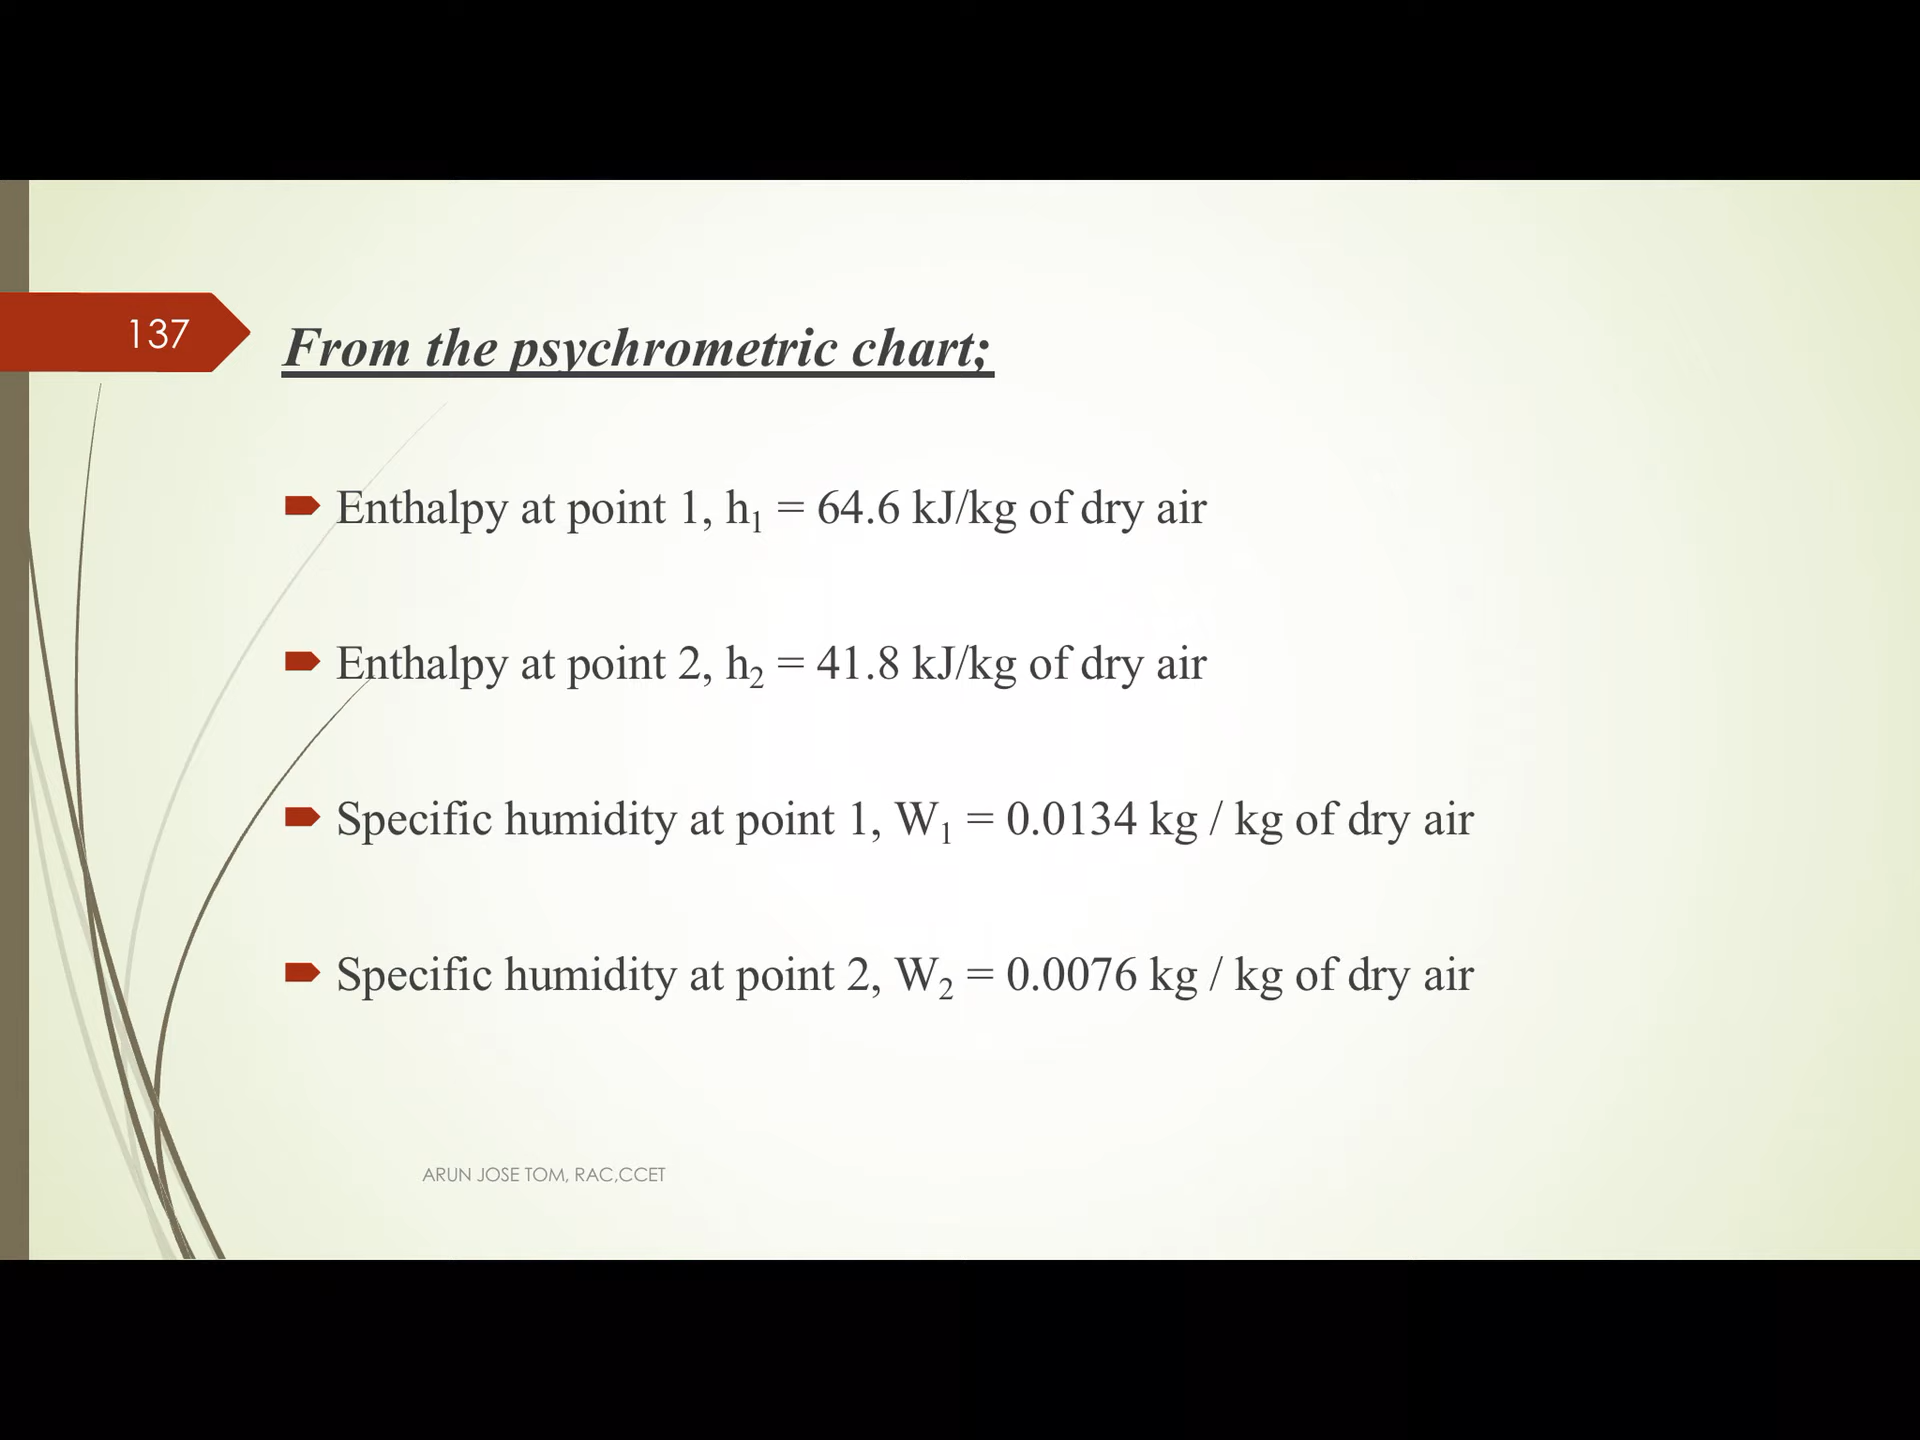 137
From the psychrometric chart;
Enthalpy at point 1, h₁ = 64.6 kJ/kg of dry air
Enthalpy at point 2, h₂ = 41.8 kJ/kg of dry air
Specific humidity at point 1, W₁ = 0.0134 kg / kg of dry air
Specific humidity at point 2, W₂ = 0.0076 kg / kg of dry air
ARUN JOSE TOM, RAC,CCET